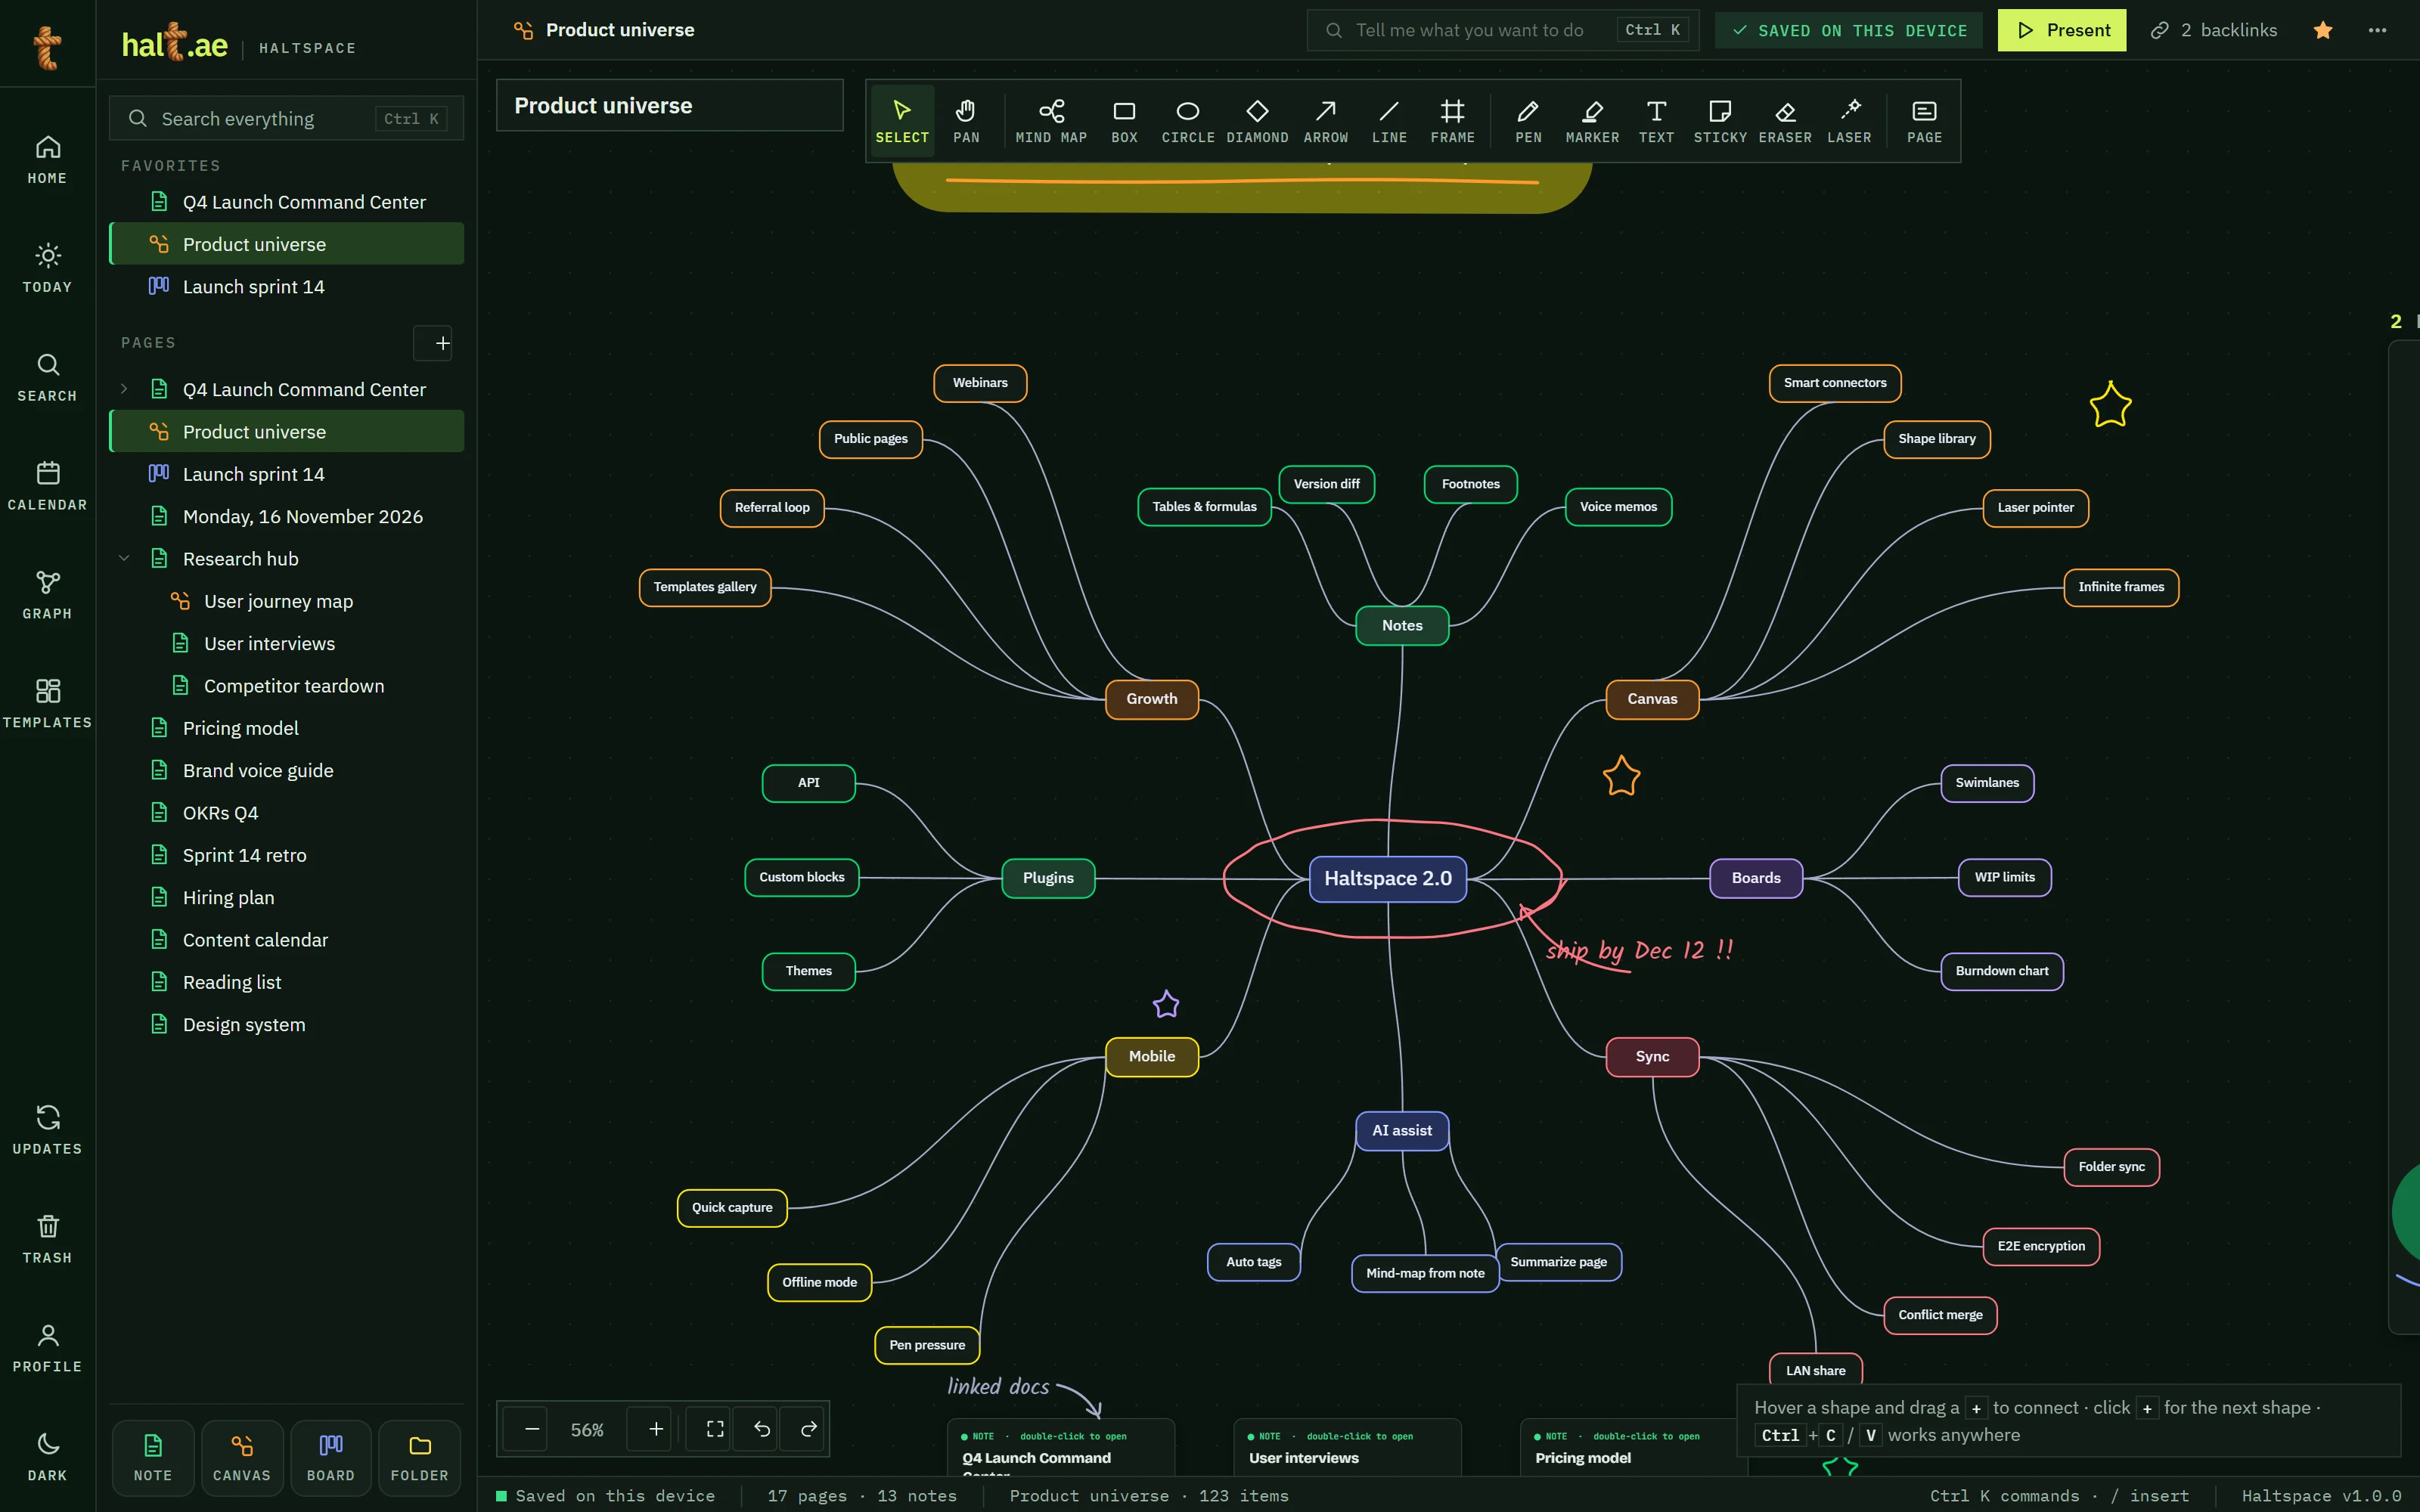 halt.ae
HALTSPACE
Product universe
Tell me what you want to do
Ctrl K
SAVED ON THIS DEVICE
Present
2 backlinks
HOME
TODAY
SEARCH
CALENDAR
GRAPH
TEMPLATES
UPDATES
TRASH
PROFILE
DARK
Search everything
Ctrl K
FAVORITES
Q4 Launch Command Center
Product universe
Launch sprint 14
PAGES
+
Q4 Launch Command Center
Product universe
Launch sprint 14
Monday, 16 November 2026
Research hub
User journey map
User interviews
Competitor teardown
Pricing model
Brand voice guide
OKRs Q4
Sprint 14 retro
Hiring plan
Content calendar
Reading list
Design system
NOTE
CANVAS
BOARD
FOLDER
Product universe
SELECT
PAN
MIND MAP
BOX
CIRCLE
DIAMOND
ARROW
LINE
FRAME
PEN
MARKER
TEXT
STICKY
ERASER
LASER
PAGE
2
Webinars
Smart connectors
Public pages
Shape library
Version diff
Footnotes
Referral loop
Tables & formulas
Voice memos
Laser pointer
Templates gallery
Infinite frames
Notes
Growth
Canvas
API
Swimlanes
Custom blocks
Plugins
Haltspace 2.0
Boards
WIP limits
ship by Dec 12 !!
Themes
Burndown chart
Mobile
Sync
AI assist
Folder sync
Quick capture
E2E encryption
Auto tags
Mind-map from note
Summarize page
Offline mode
Conflict merge
Pen pressure
LAN share
linked docs
NOTE · double-click to open
Q4 Launch Command
NOTE · double-click to open
User interviews
NOTE · double-click to open
Pricing model
Hover a shape and drag a + to connect · click + for the next shape ·
Ctrl + C / V works anywhere
− 56% +
Saved on this device
17 pages · 13 notes
Product universe · 123 items
Ctrl K commands · / insert
Haltspace v1.0.0